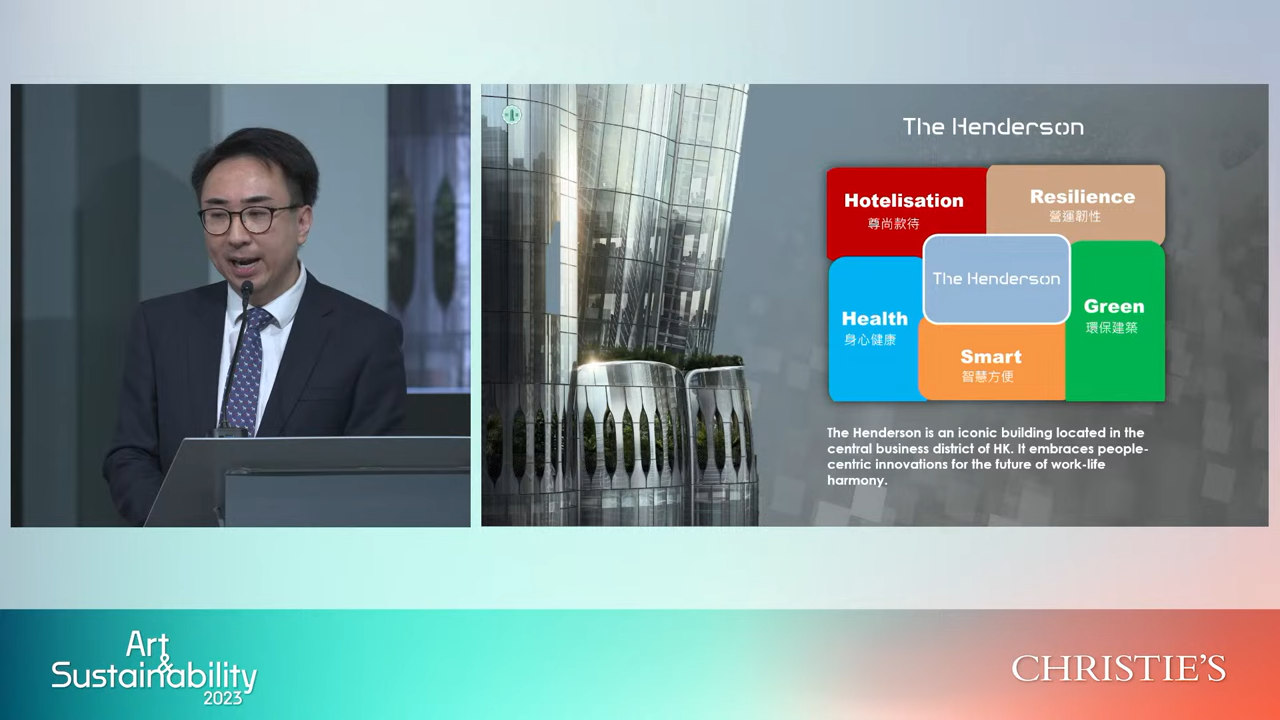 The Henderson
Hotelisation
尊尚款待
Resilience
營運韌性
The Henderson
Health
身心健康
Green
環保建築
Smart
智慧方便
The Henderson is an iconic building located in the
central business district of HK. It embraces people-
centric innovations for the future of work-life
harmony.
Art
&
Sustainability
2023
CHRISTIE'S